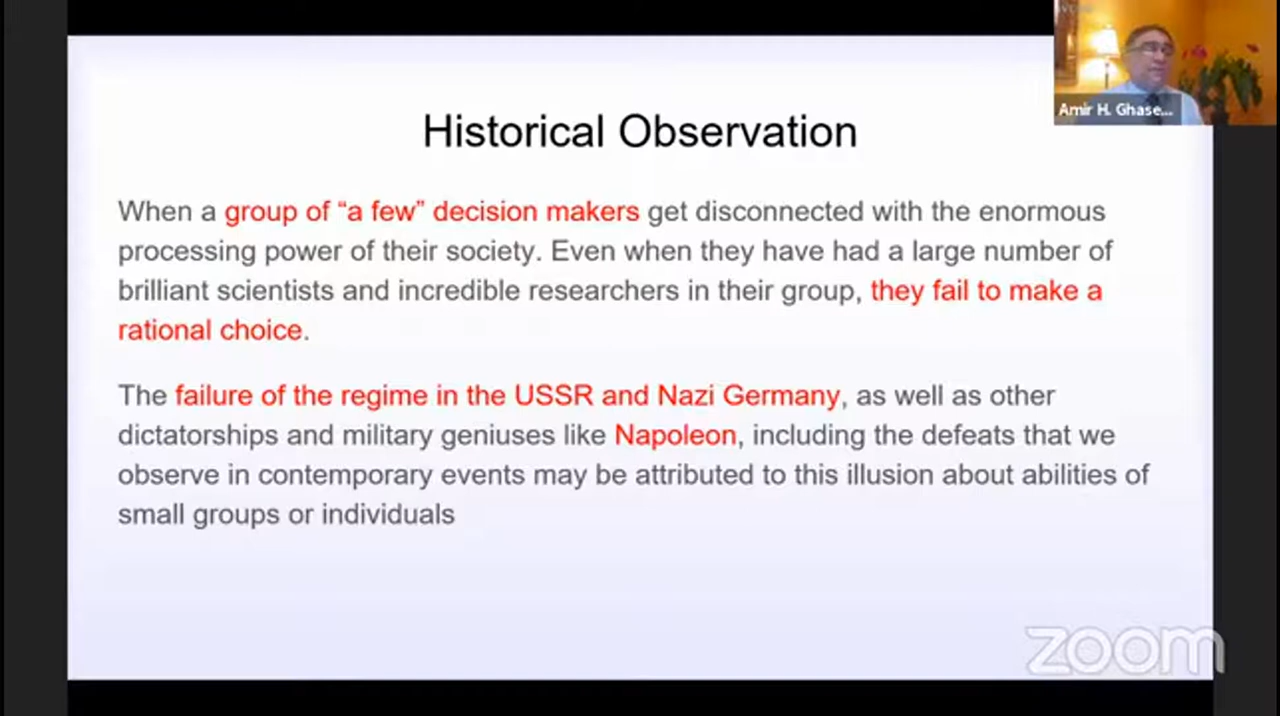 Amir H. Ghase...
Historical Observation
When a group of “a few” decision makers get disconnected with the enormous
processing power of their society. Even when they have had a large number of
brilliant scientists and incredible researchers in their group, they fail to make a
rational choice.
The failure of the regime in the USSR and Nazi Germany, as well as other
dictatorships and military geniuses like Napoleon, including the defeats that we
observe in contemporary events may be attributed to this illusion about abilities of
small groups or individuals
zoom